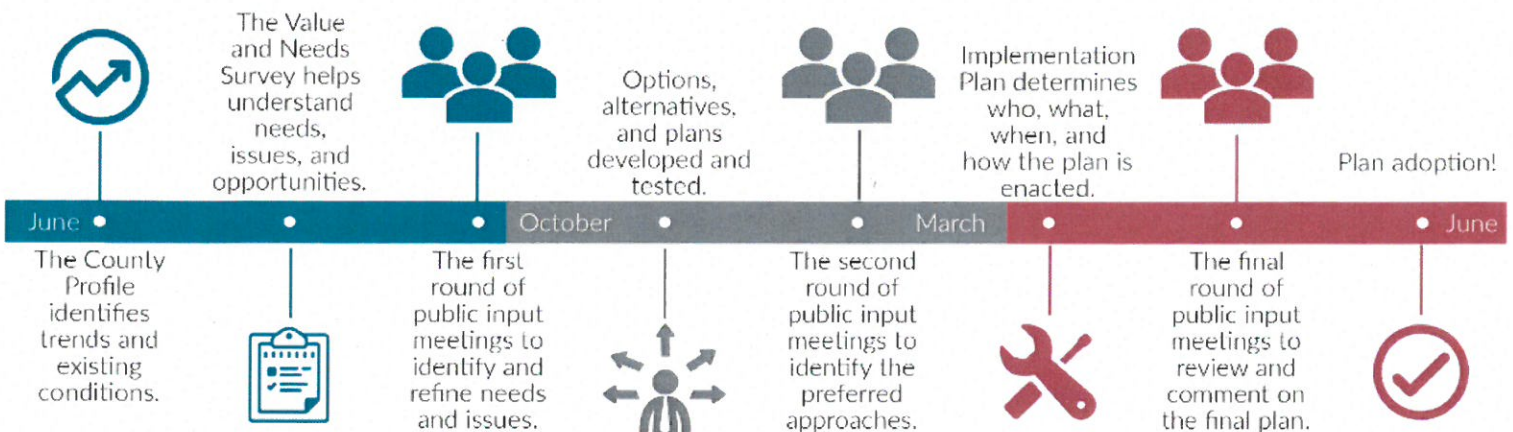 The Value
and Needs
Survey helps
understand
needs,
issues, and
opportunities.
Options,
alternatives,
and plans
developed and
tested.
Implementation
Plan determines
who, what,
when, and
how the plan is
enacted.
Plan adoption!
June
October
March
June
The County
Profile
identifies
trends and
existing
conditions.
The first
round of
public input
meetings to
identify and
refine needs
and issues.
The second
round of
public input
meetings to
identify the
preferred
approaches.
The final
round of
public input
meetings to
review and
comment on
the final plan.